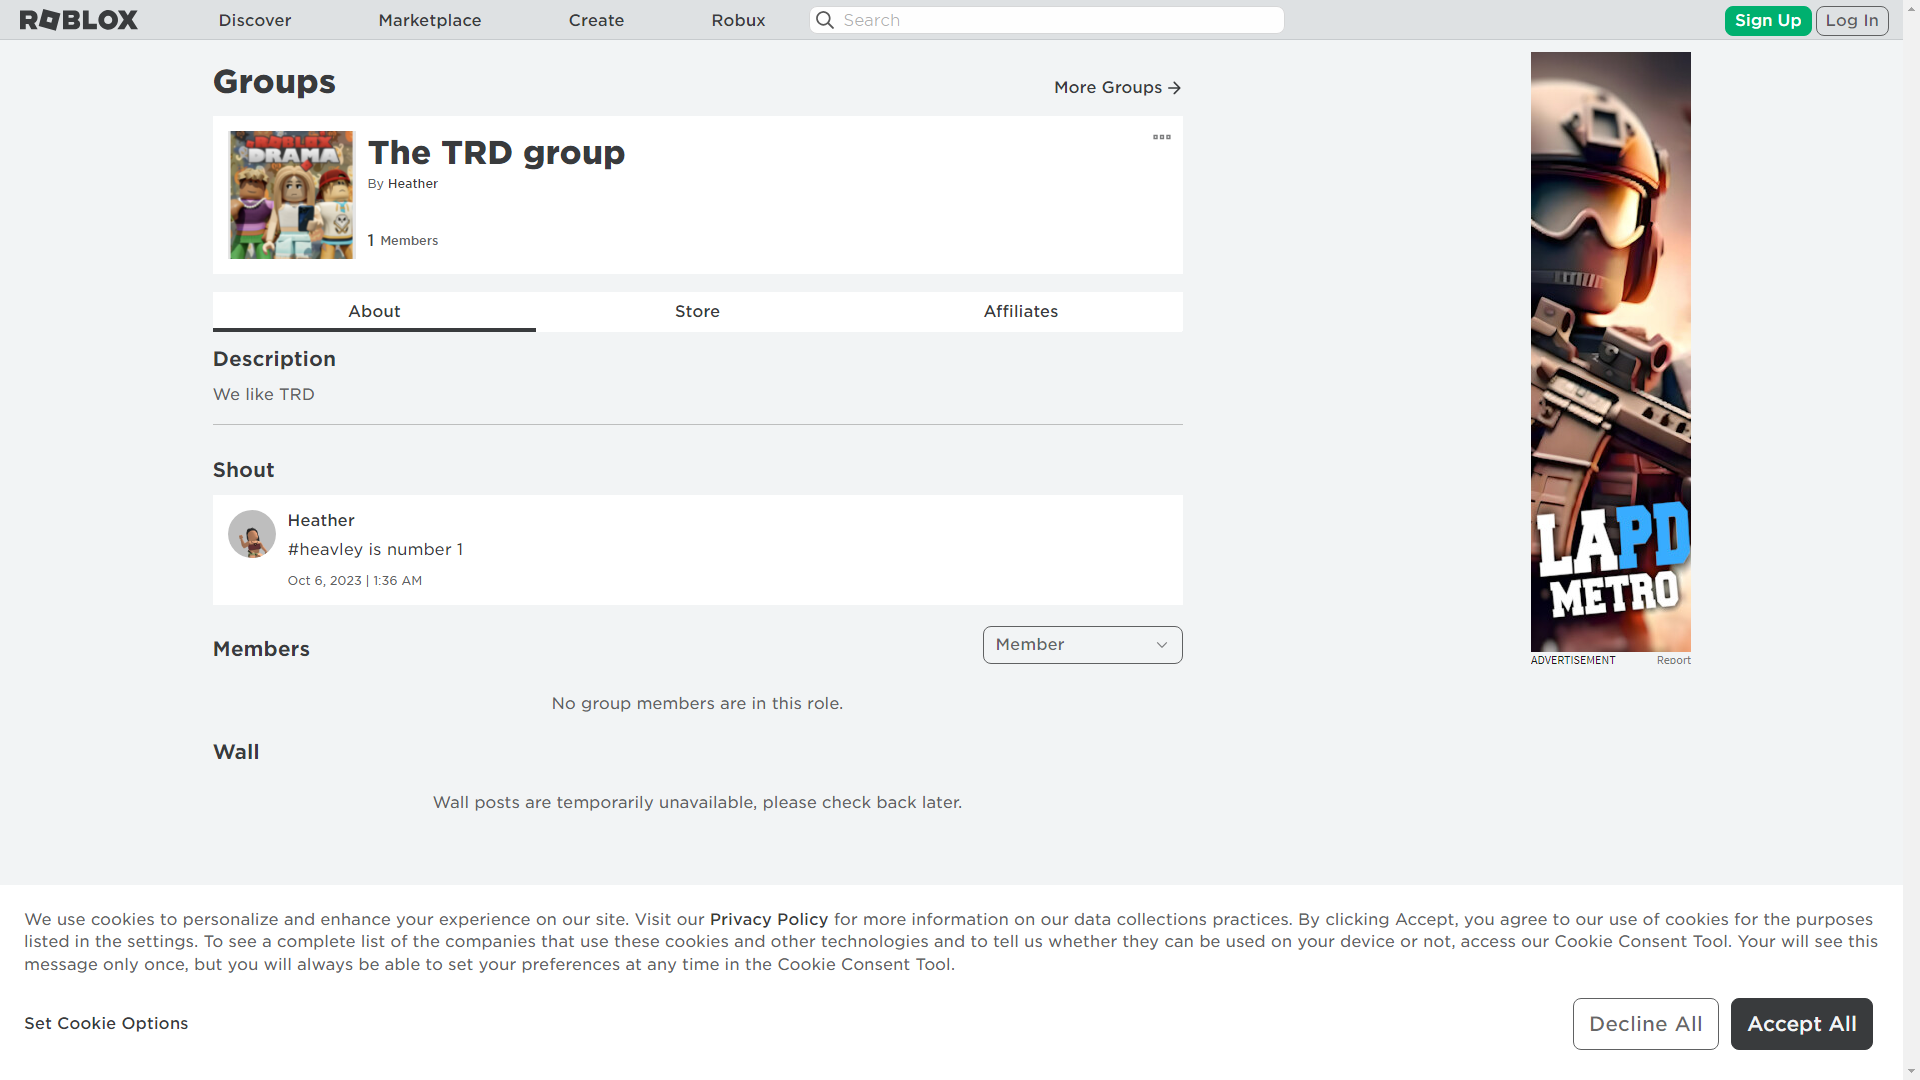 ROBLOX
Discover
Marketplace
Create
Robux
Search
Sign Up
Log In
Groups
More Groups
ROBLOX
DRAMA
The TRD group
By Heather
1 Members
About
Store
Affiliates
Description
We like TRD
Shout
Heather
#heavley is number 1
Oct 6, 2023 | 1:36 AM
Members
Member
No group members are in this role.
Wall
Wall posts are temporarily unavailable, please check back later.
LAPD
METRO
ADVERTISEMENT
Report
We use cookies to personalize and enhance your experience on our site. Visit our Privacy Policy for more information on our data collections practices. By clicking Accept, you agree to our use of cookies for the purposes
listed in the settings. To see a complete list of the companies that use these cookies and other technologies and to tell us whether they can be used on your device or not, access our Cookie Consent Tool. Your will see this
message only once, but you will always be able to set your preferences at any time in the Cookie Consent Tool.
Set Cookie Options
Decline All
Accept All